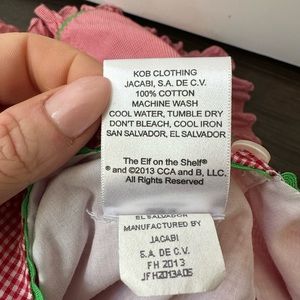 KOB CLOTHING
JACABI, S.A. DE C.V.
100% COTTON
MACHINE WASH
COOL WATER, TUMBLE DRY
DON'T BLEACH, COOL IRON
SAN SALVADOR, EL SALVADOR
The Elf on the Shelf®
® and ©2013 CCA and B, LLC.
All Rights Reserved
EL SALVADOR
MANUFACTURED BY
JACABI
S.A. DE C.V.
FH 2013
JFH2013A05